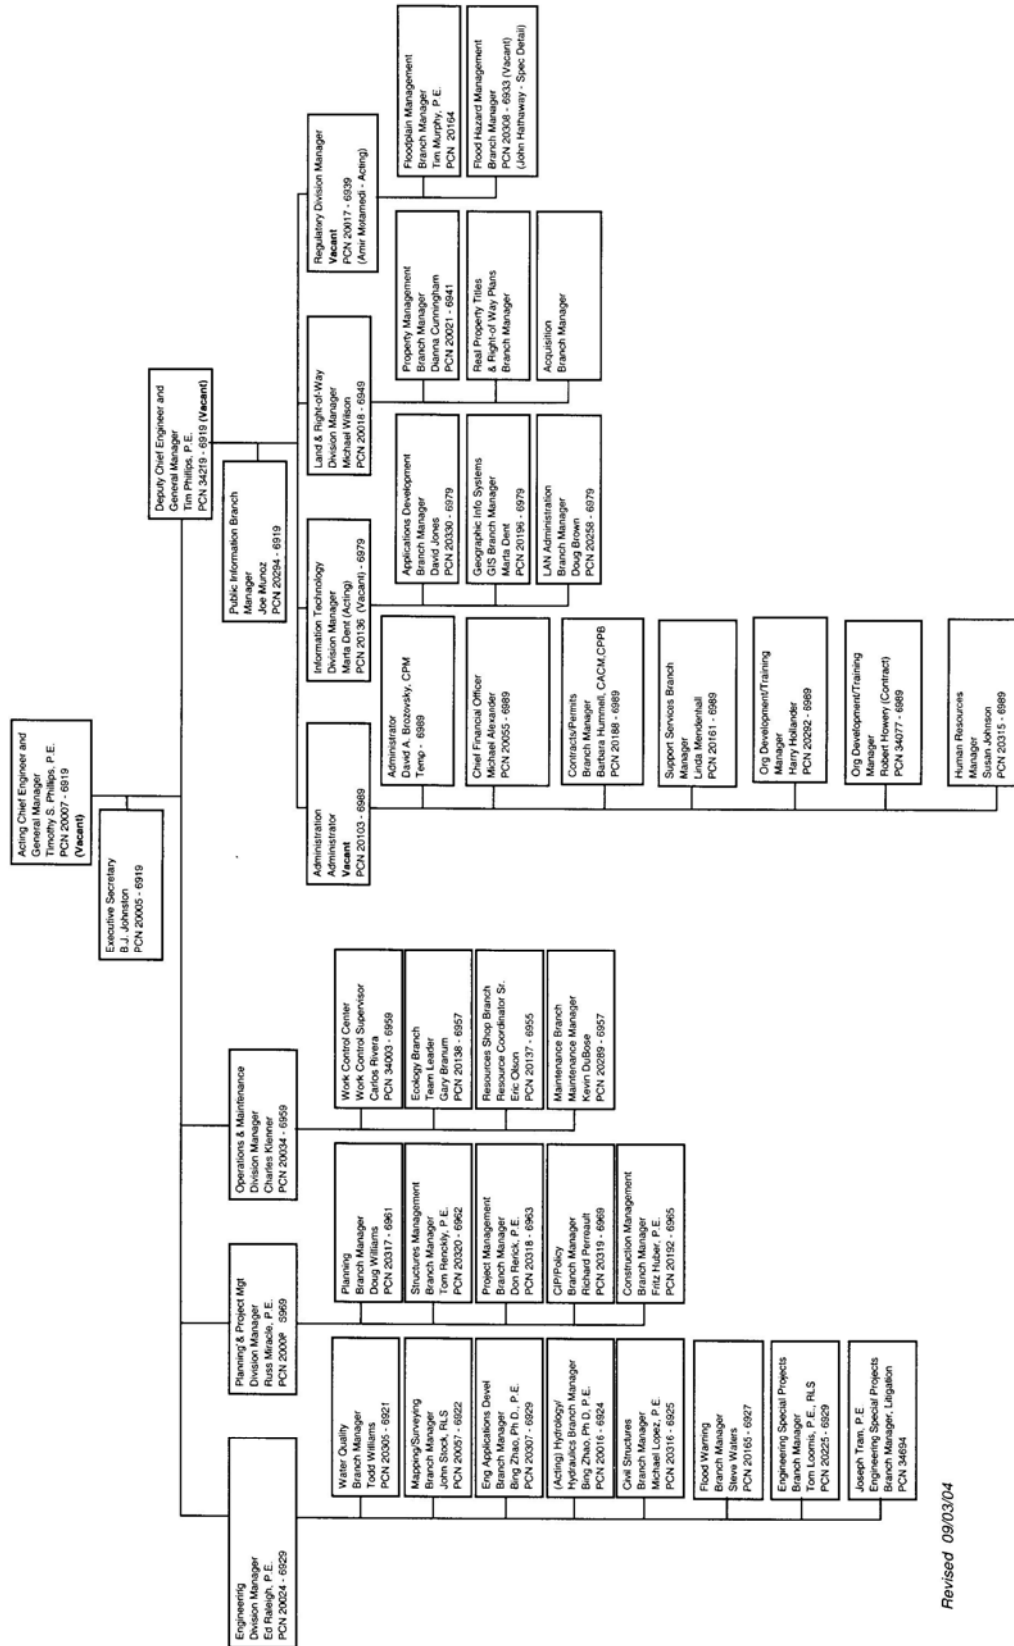 Acting Chief Engineer and
General Manager
Timothy S. Phillips, P.E.
PCN 20007 - 6919
(Vacant)
Executive Secretary
B.J. Johnston
PCN 20005 - 6919
Deputy Chief Engineer and
General Manager
Tim Phillips, P.E.
PCN 34219 - 6919 (Vacant)
Public Information Branch
Manager
Joe Munoz
PCN 20294 - 6919
Engineering
Division Manager
Ed Raleigh, P.E.
PCN 20024 - 6929
Water Quality
Branch Manager
Todd Williams
PCN 20305 - 6921
Mapping/Surveying
Branch Manager
John Stock, RLS
PCN 20057 - 6922
Eng Applications Devel
Branch Manager
Bing Zhao, Ph D., P.E.
PCN 20307 - 6929
(Acting) Hydrology/
Hydraulics Branch Manager
Bing Zhao, Ph D, P.E.
PCN 20016 - 6924
Civil Structures
Branch Manager
Michael Lopez, P.E.
PCN 20316 - 6925
Flood Warning
Branch Manager
Steve Waters
PCN 20165 - 6927
Engineering Special Projects
Branch Manager
Tom Loomis, P.E., RLS
PCN 20225 - 6929
Joseph Tram, P.E
Engineering Special Projects
Branch Manager, Litigation
PCN 34694
Planning & Project Mgt
Division Manager
Russ Miracle, P.E.
PCN
Planning
Branch Manager
Doug Williams
PCN 20317 - 6961
Structures Management
Branch Manager
Tom Renckly, P.E.
PCN 20320 - 6962
Project Management
Branch Manager
Don Rerick, P.E.
PCN 20318 - 6963
CIP/Policy
Branch Manager
Richard Perreault
PCN 20319 - 6969
Construction Management
Branch Manager
Fritz Huber, P.E.
PCN 20192 - 6965
Operations & Maintenance
Division Manager
Charles Klenner
PCN 20034 - 6959
Work Control Center
Work Control Supervisor
Carlos Rivera
PCN 34003 - 6959
Ecology Branch
Team Leader
Gary Branum
PCN 20138 - 6957
Resources Shop Branch
Resource Coordinator Sr.
Eric Olson
PCN 20137 - 6955
Maintenance Branch
Maintenance Manager
Kevin DuBose
PCN 20289 - 6957
Administration
Administrator
Vacant
PCN 20103 - 6989
Administrator
David A. Brozovsky, CPM
Temp - 6989
Chief Financial Officer
Michael Alexander
PCN 20055 - 6989
Contracts/Permits
Branch Manager
Barbara Hummell, CACM,CPPB
PCN 20188 - 6989
Support Services Branch
Manager
Linda Mendenhall
PCN 20161 - 6989
Org Development/Training
Manager
Harry Hollander
PCN 20292 - 6989
Org Development/Training
Manager
Robert Howery (Contract)
PCN 34077 - 6989
Human Resources
Manager
Susan Johnson
PCN 20315 - 6989
Information Technology
Division Manager
Marta Dent (Acting)
PCN 20136 (Vacant) - 6979
Applications Development
Branch Manager
David Jones
PCN 20330 - 6979
Geographic Info Systems
GIS Branch Manager
Marta Dent
PCN 20196 - 6979
LAN Administration
Branch Manager
Doug Brown
PCN 20258 - 6979
Land & Right-of-Way
Division Manager
Michael Wilson
PCN 20018 - 6949
Property Management
Branch Manager
Dianna Cunningham
PCN 20021 - 6941
Real Property Titles
& Right-of Way Plans
Branch Manager
Acquisition
Branch Manager
Regulatory Division Manager
Vacant
PCN 20017 - 6939
(Amir Motamedi - Acting)
Floodplain Management
Branch Manager
Tim Murphy, P.E.
PCN 20164
Flood Hazard Management
Branch Manager
PCN 20308 - 6933 (Vacant)
(John Hathaway - Spec Detail)
Revised 09/03/04